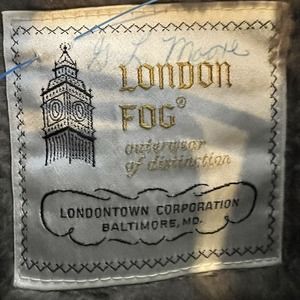 G L Moore
LONDON
FOG®
outerwear
of distinction
LONDONTOWN CORPORATION
BALTIMORE, MD.